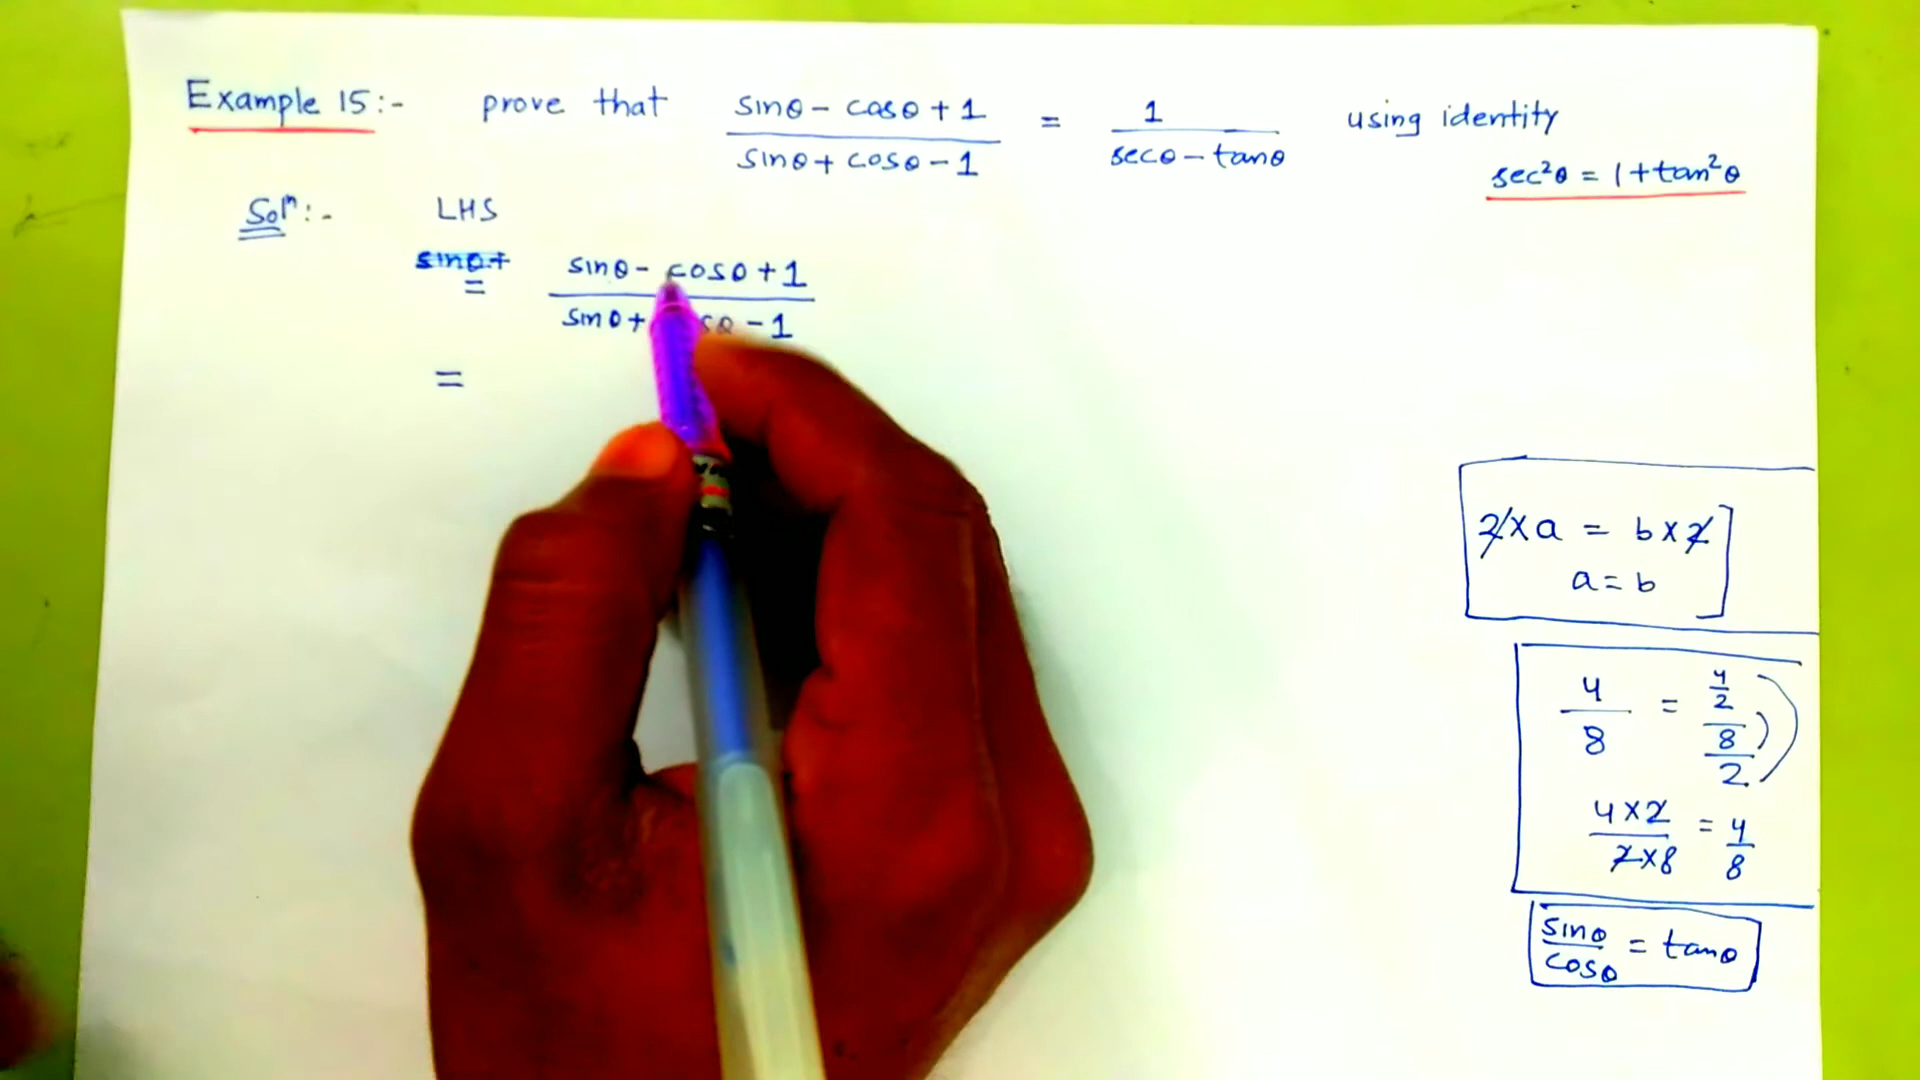 Example 15:- prove that (sinθ - cosθ + 1)/(sinθ + cosθ - 1) = 1/(secθ - tanθ) using identity
sec²θ = 1 + tan²θ
Solⁿ:- LHS
sinθ+
= (sinθ - cosθ + 1)/(sinθ + cosθ - 1)
=
2 × a = b × 2
a = b
4/8 = (4/2)/(8/2)
(4 × 2)/(2 × 8) = 4/8
sinθ/cosθ = tanθ